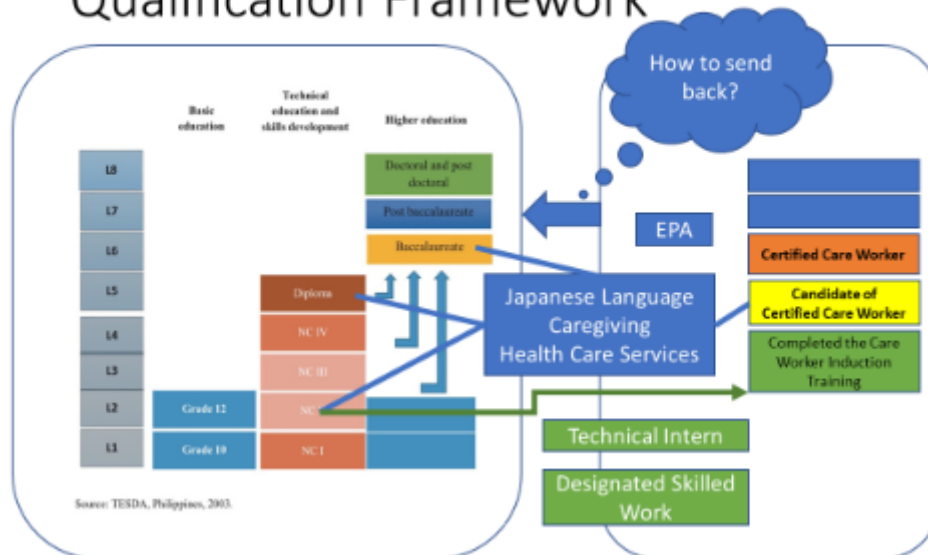 Qualification Framework
How to send
back?
Basic
education
Technical
education and
skills development
Higher education
L8
Doctoral and post
doctoral
L7
Post baccalaureate
L6
Baccalaureate
L5
Diploma
L4
NC IV
L3
NC III
L2
Grade 12
NC
L1
Grade 10
NC I
Source: TESDA, Philippines, 2003.
EPA
Japanese Language
Caregiving
Health Care Services
Certified Care Worker
Candidate of
Certified Care Worker
Completed the Care
Worker Induction
Training
Technical Intern
Designated Skilled
Work